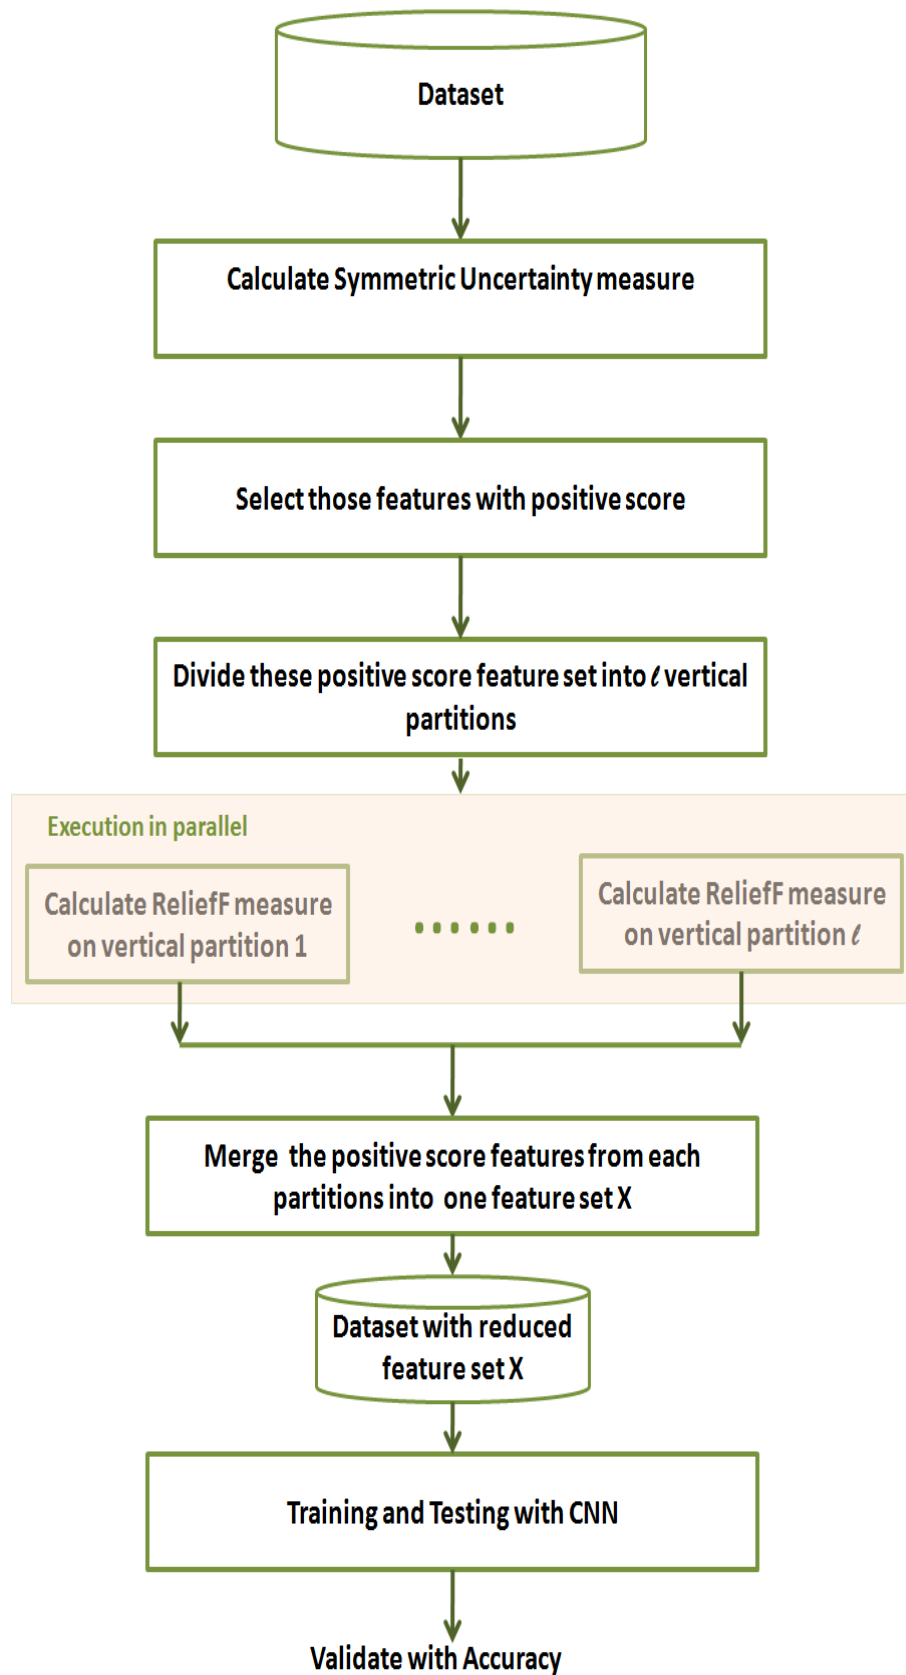 Dataset
Calculate Symmetric Uncertainty measure
Select those features with positive score
Divide these positive score feature set into ℓ vertical
partitions
Execution in parallel
Calculate ReliefF measure
on vertical partition 1
......
Calculate ReliefF measure
on vertical partition ℓ
Merge the positive score features from each
partitions into one feature set X
Dataset with reduced
feature set X
Training and Testing with CNN
Validate with Accuracy